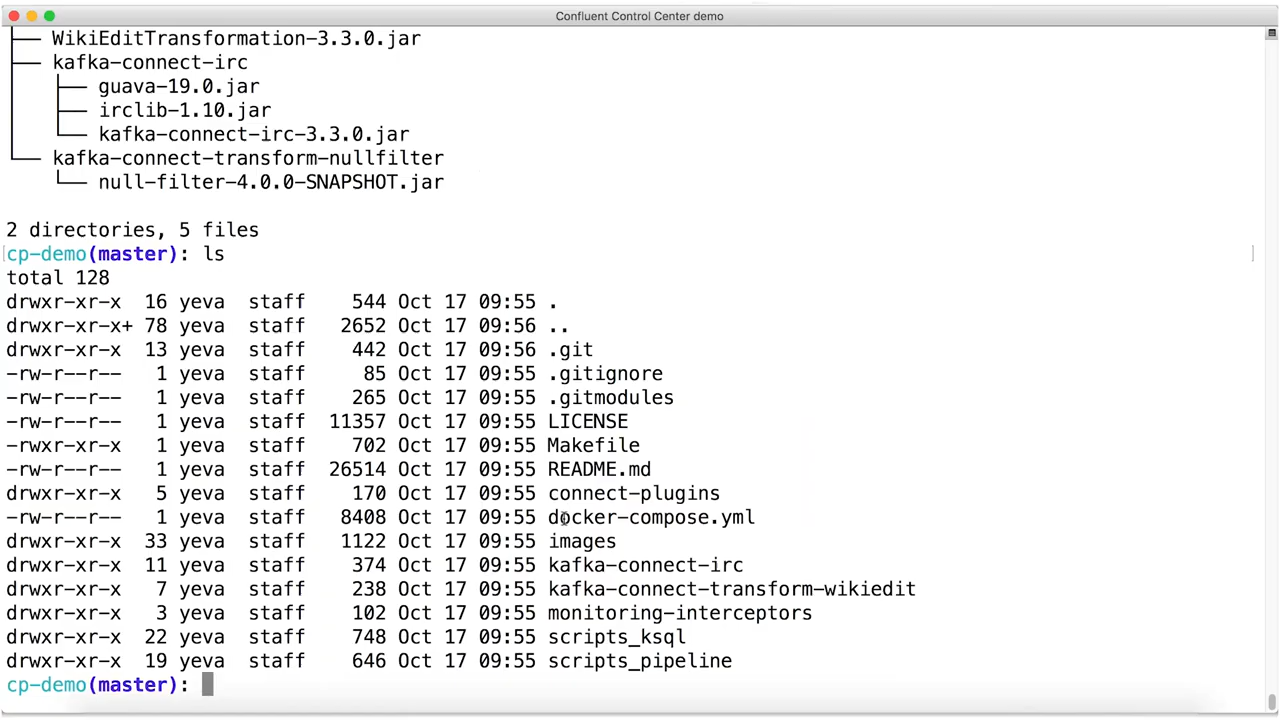 Confluent Control Center demo
├── WikiEditTransformation-3.3.0.jar
├── kafka-connect-irc
│   ├── guava-19.0.jar
│   ├── irclib-1.10.jar
│   └── kafka-connect-irc-3.3.0.jar
└── kafka-connect-transform-nullfilter
    └── null-filter-4.0.0-SNAPSHOT.jar
2 directories, 5 files
[cp-demo(master): ls ]
total 128
drwxr-xr-x  16 yeva  staff    544 Oct 17 09:55 .
drwxr-xr-x+ 78 yeva  staff   2652 Oct 17 09:56 ..
drwxr-xr-x  13 yeva  staff    442 Oct 17 09:56 .git
-rw-r--r--   1 yeva  staff     85 Oct 17 09:55 .gitignore
-rw-r--r--   1 yeva  staff    265 Oct 17 09:55 .gitmodules
-rw-r--r--   1 yeva  staff  11357 Oct 17 09:55 LICENSE
-rwxr-xr-x   1 yeva  staff    702 Oct 17 09:55 Makefile
-rw-r--r--   1 yeva  staff  26514 Oct 17 09:55 README.md
drwxr-xr-x   5 yeva  staff    170 Oct 17 09:55 connect-plugins
-rw-r--r--   1 yeva  staff   8408 Oct 17 09:55 docker-compose.yml
drwxr-xr-x  33 yeva  staff   1122 Oct 17 09:55 images
drwxr-xr-x  11 yeva  staff    374 Oct 17 09:55 kafka-connect-irc
drwxr-xr-x   7 yeva  staff    238 Oct 17 09:55 kafka-connect-transform-wikiedit
drwxr-xr-x   3 yeva  staff    102 Oct 17 09:55 monitoring-interceptors
drwxr-xr-x  22 yeva  staff    748 Oct 17 09:55 scripts_ksql
drwxr-xr-x  19 yeva  staff    646 Oct 17 09:55 scripts_pipeline
cp-demo(master):